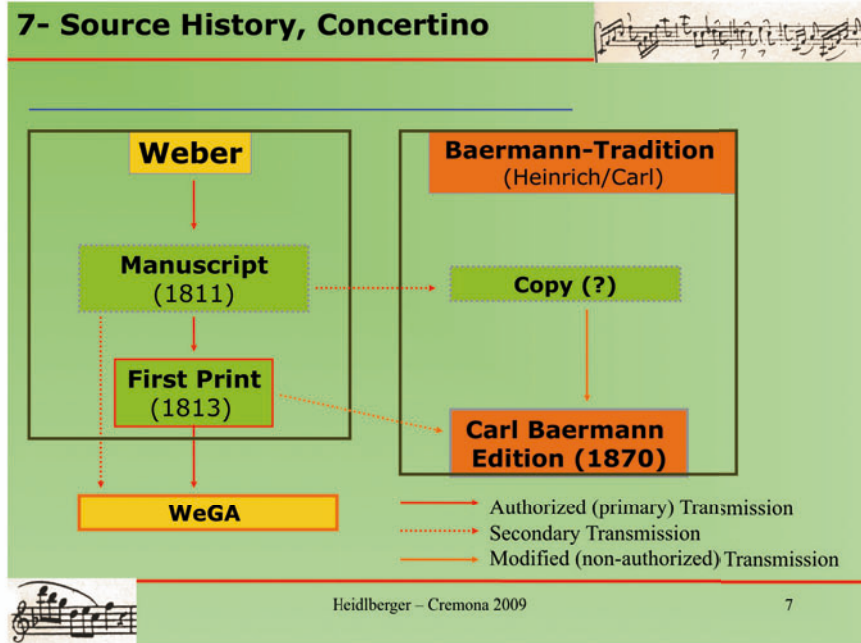 7- Source History, Concertino
Weber
Manuscript
(1811)
First Print
(1813)
WeGA
Baermann-Tradition
(Heinrich/Carl)
Copy (?)
Carl Baermann
Edition (1870)
Authorized (primary) Transmission
Secondary Transmission
Modified (non-authorized) Transmission
Heidlberger – Cremona 2009
7